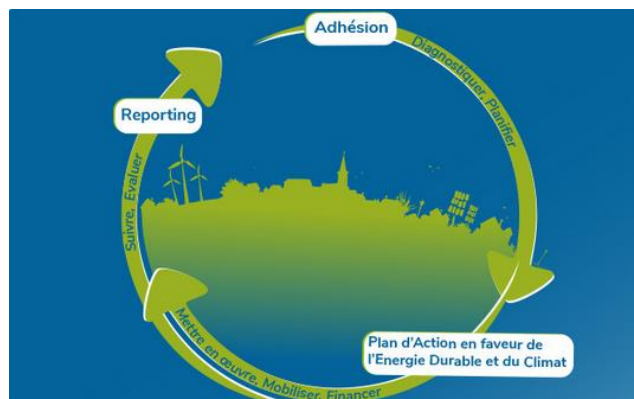 Adhésion
Diagnostiquer, Planifier
Reporting
Suivre, Evaluer
Plan d'Action en faveur de
l'Energie Durable et du Climat
Mettre en œuvre, Mobiliser, Financer